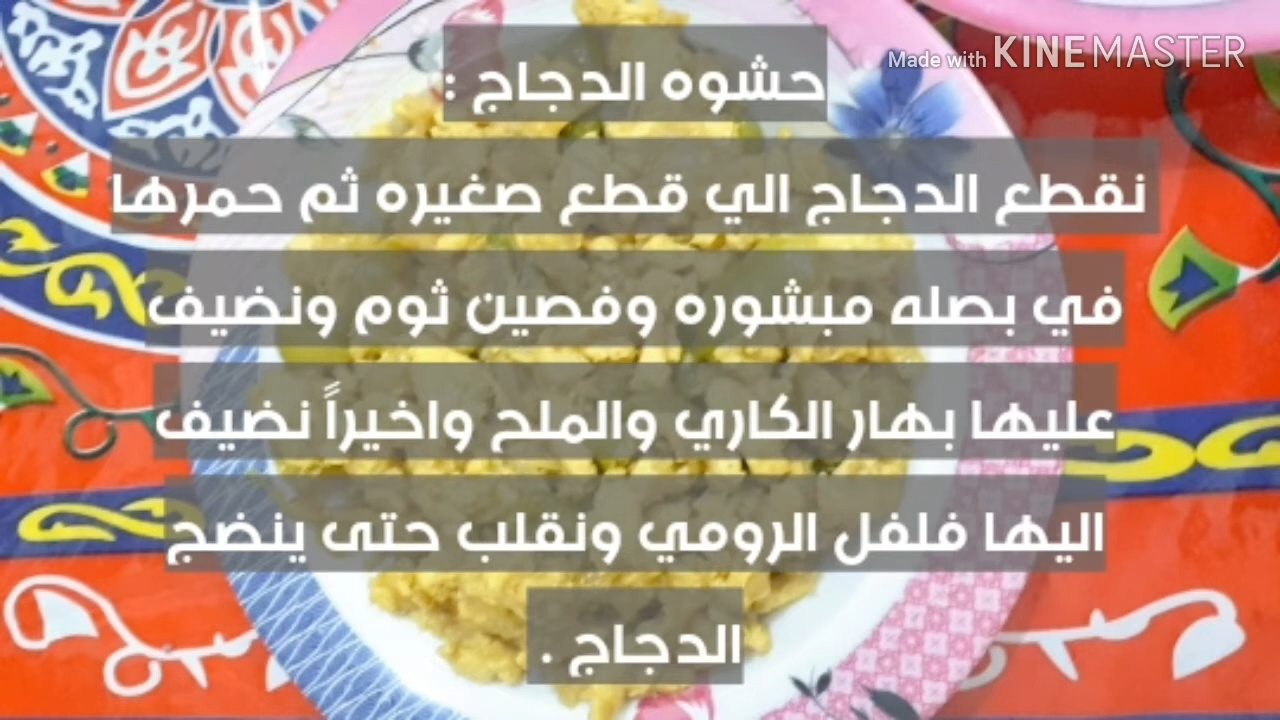 Made with KINEMASTER
حشوه الدجاج :
نقطع الدجاج الي قطع صغيره ثم حمرها
في بصله مبشوره وفصين ثوم ونضيف
عليها بهار الكاري والملح واخيراً نضيف
اليها فلفل الرومي ونقلب حتى ينضج
الدجاج .